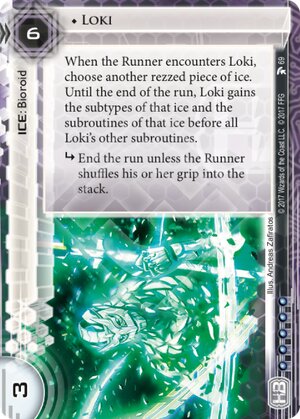 6
◆ LOKI
ICE: Bioroid
When the Runner encounters Loki,
choose another rezzed piece of ice.
Until the end of the run, Loki gains
the subtypes of that ice and the
subroutines of that ice before all
Loki's other subroutines.
↳ End the run unless the Runner
shuffles his or her grip into the
stack.
69
© 2017 Wizards of the Coast LLC. © 2017 FFG
Illus. Andreas Zafiratos
3
HB